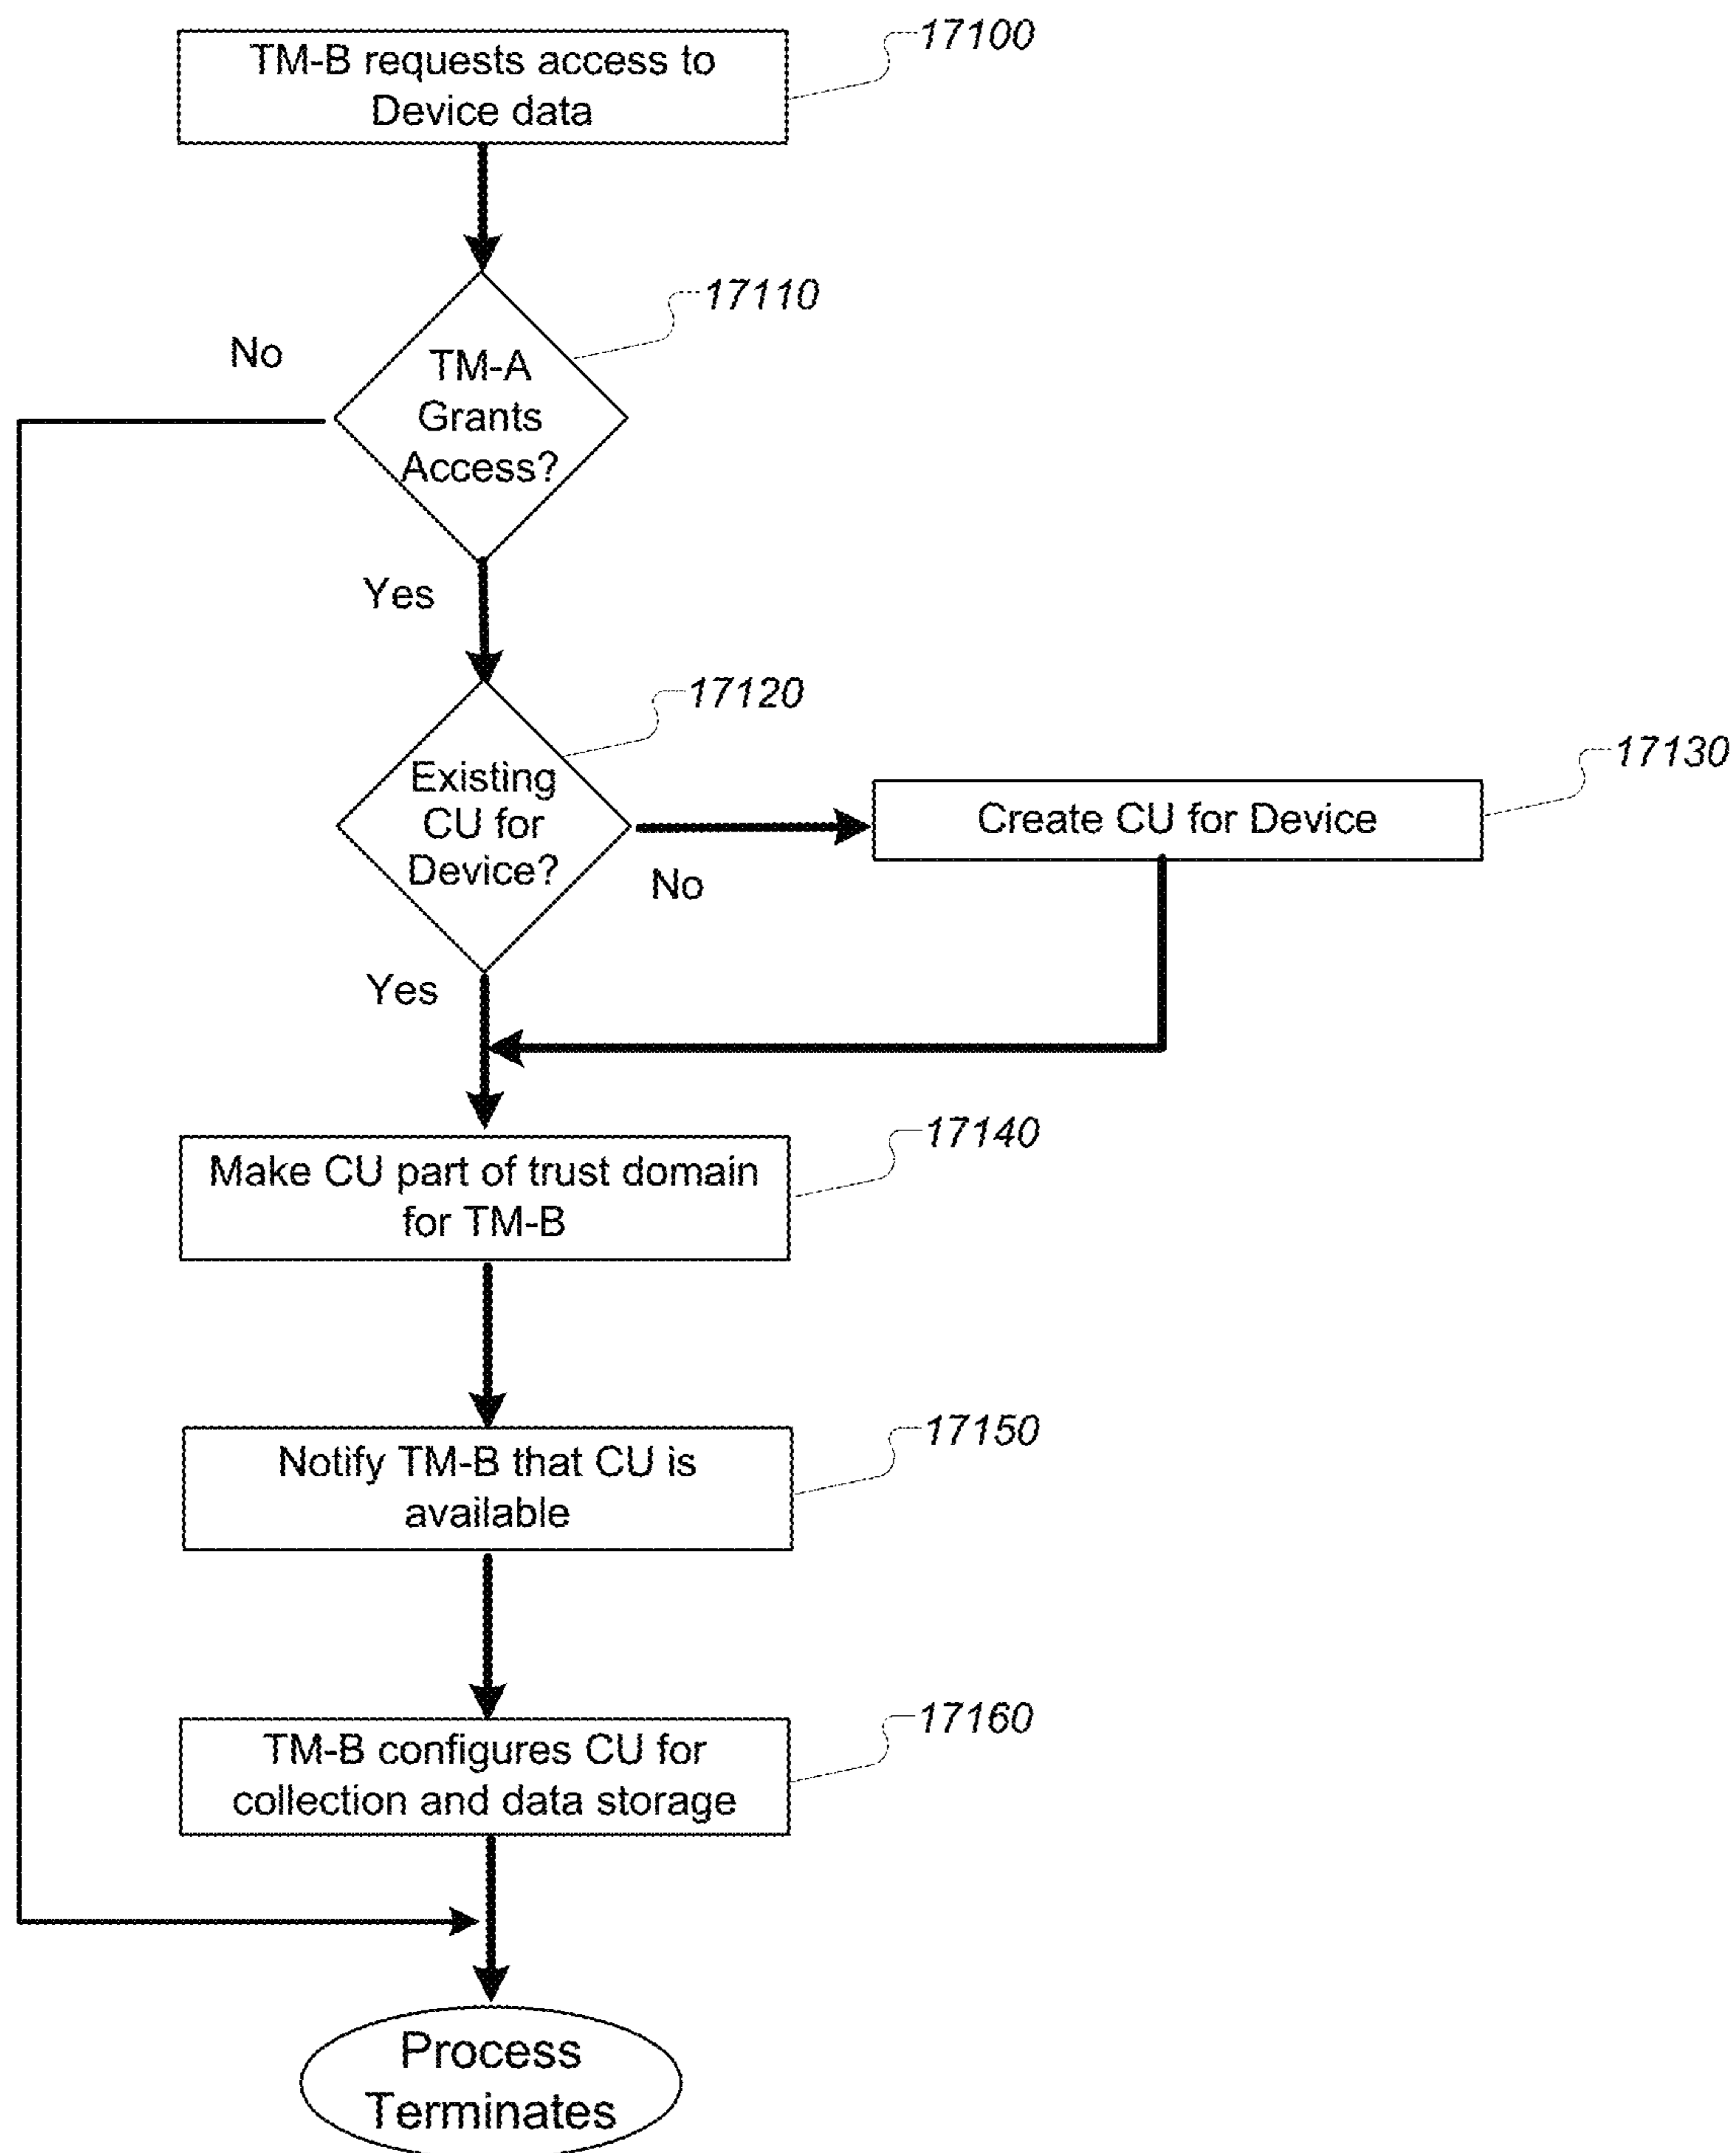 TM-B requests access to
Device data
17100
17110
No
TM-A
Grants
Access?
Yes
17120
Existing
CU for
Device?
No
17130
Create CU for Device
Yes
17140
Make CU part of trust domain
for TM-B
17150
Notify TM-B that CU is
available
17160
TM-B configures CU for
collection and data storage
Process
Terminates